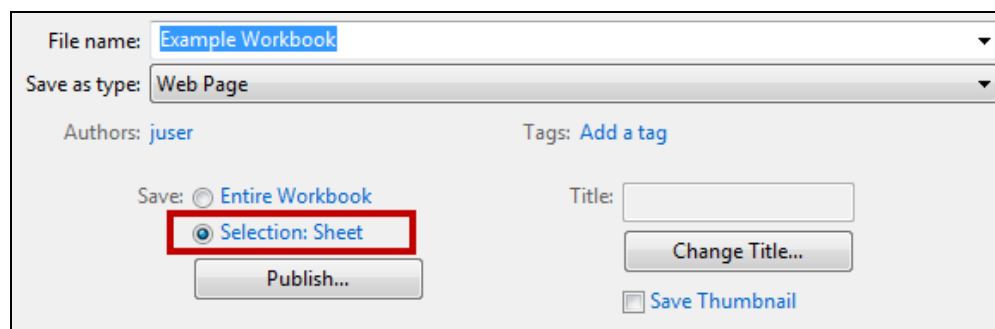 File name: Example Workbook
Save as type: Web Page
Authors: juser Tags: Add a tag
Save: Entire Workbook Title:
Selection: Sheet
Change Title...
Publish...
Save Thumbnail